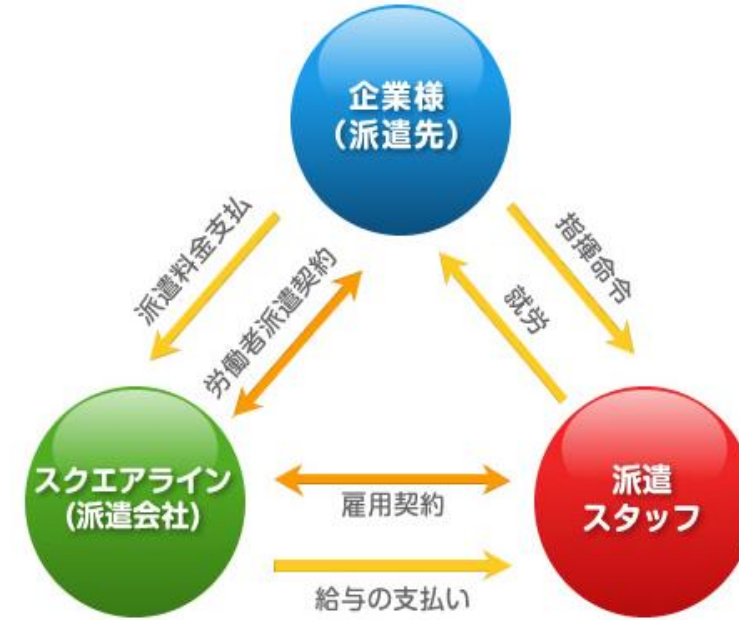 企業様
（派遣先）
派遣料金支払
労働者派遣契約
就労
指揮命令
スクエアライン
(派遣会社)
雇用契約
給与の支払い
派遣
スタッフ